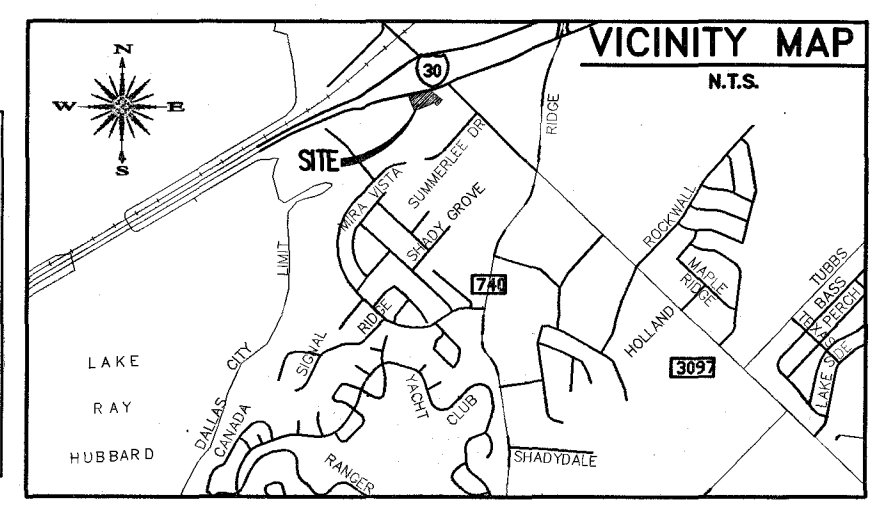 VICINITY MAP
N.T.S.
N
W E
S
30
SITE
RIDGE
SUMMERLEE DR
MIRA VISTA
SHADY GROVE
ROCKWALL
LIMIT
740
MAPLE
RIDGE
TUBBS
BASS
PERCH
TEXAS
LAKE SIDE
HOLLAND
3097
SIGNAL
RIDGE
LAKE
RAY
HUBBARD
DALLAS CITY
CANADA
YACHT
CLUB
RANGER
SHADYDALE